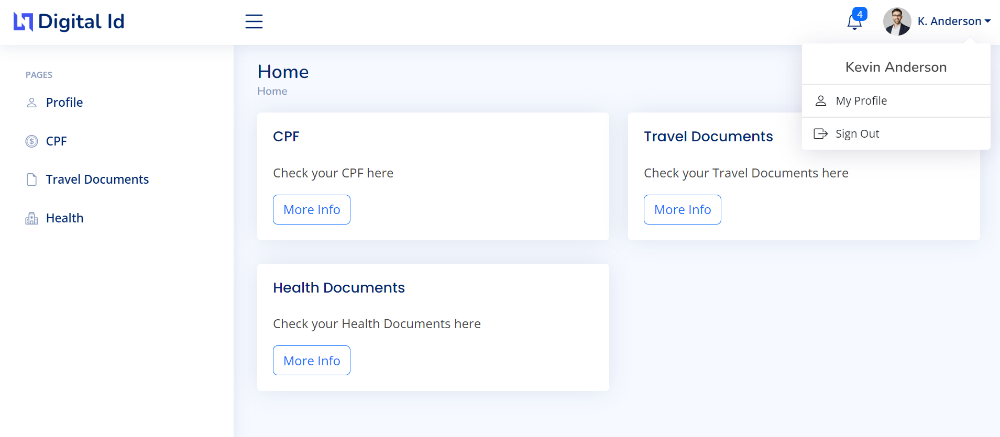 Digital Id
4
K. Anderson
Kevin Anderson
My Profile
Sign Out
PAGES
Profile
CPF
Travel Documents
Health
Home
Home
CPF
Check your CPF here
More Info
Travel Documents
Check your Travel Documents here
More Info
Health Documents
Check your Health Documents here
More Info